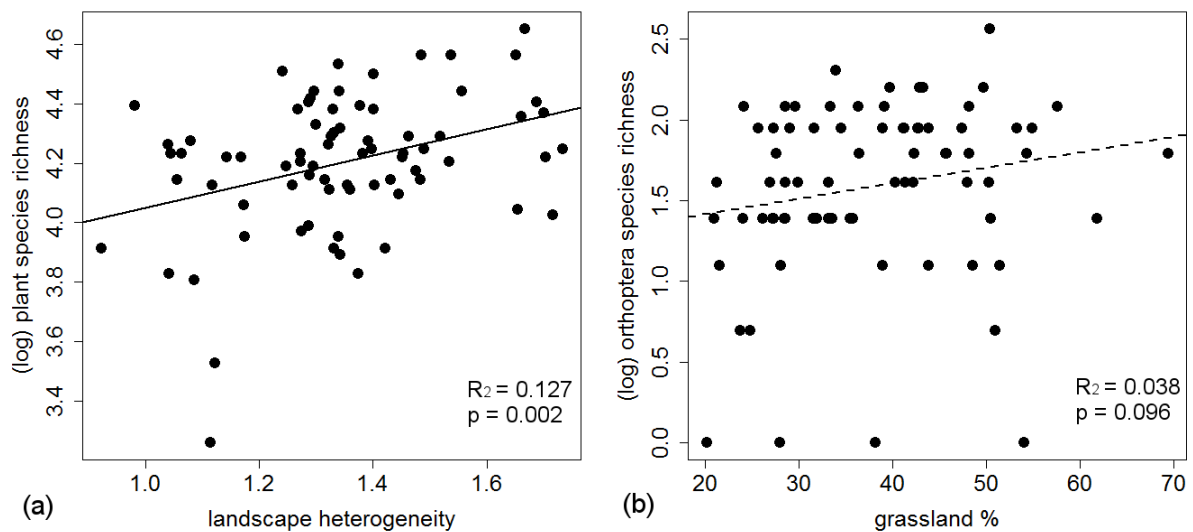 (log) plant species richness
4.6
4.4
4.2
4.0
3.8
3.6
3.4
R2 = 0.127
p = 0.002
1.0 1.2 1.4 1.6
(a)
landscape heterogeneity
(log) orthoptera species richness
2.5
2.0
1.5
1.0
0.5
0.0
R2 = 0.038
p = 0.096
20 30 40 50 60 70
(b)
grassland %